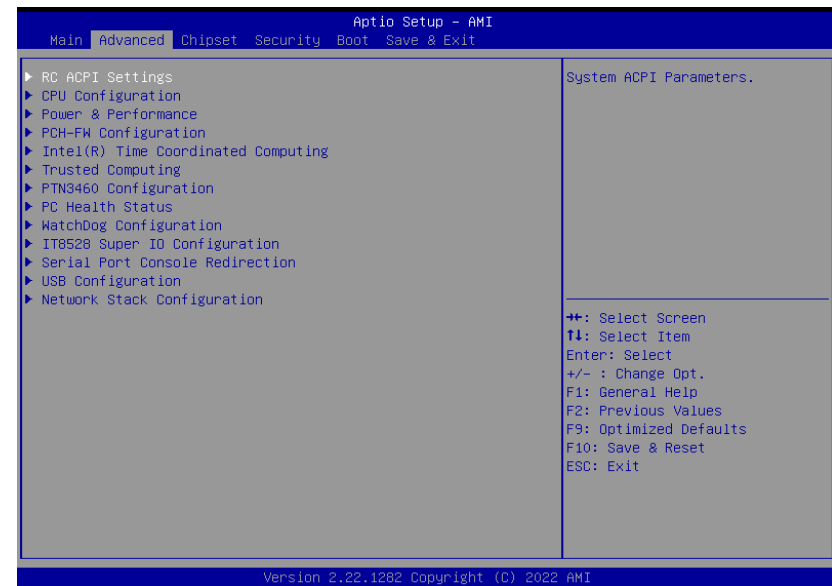 Aptio Setup – AMI
Main Advanced Chipset Security Boot Save & Exit
RC ACPI Settings
CPU Configuration
Power & Performance
PCH-FW Configuration
Intel(R) Time Coordinated Computing
Trusted Computing
PTN3460 Configuration
PC Health Status
WatchDog Configuration
IT8528 Super IO Configuration
Serial Port Console Redirection
USB Configuration
Network Stack Configuration
System ACPI Parameters.
→←: Select Screen
↑↓: Select Item
Enter: Select
+/- : Change Opt.
F1: General Help
F2: Previous Values
F9: Optimized Defaults
F10: Save & Reset
ESC: Exit
Version 2.22.1282 Copyright (C) 2022 AMI